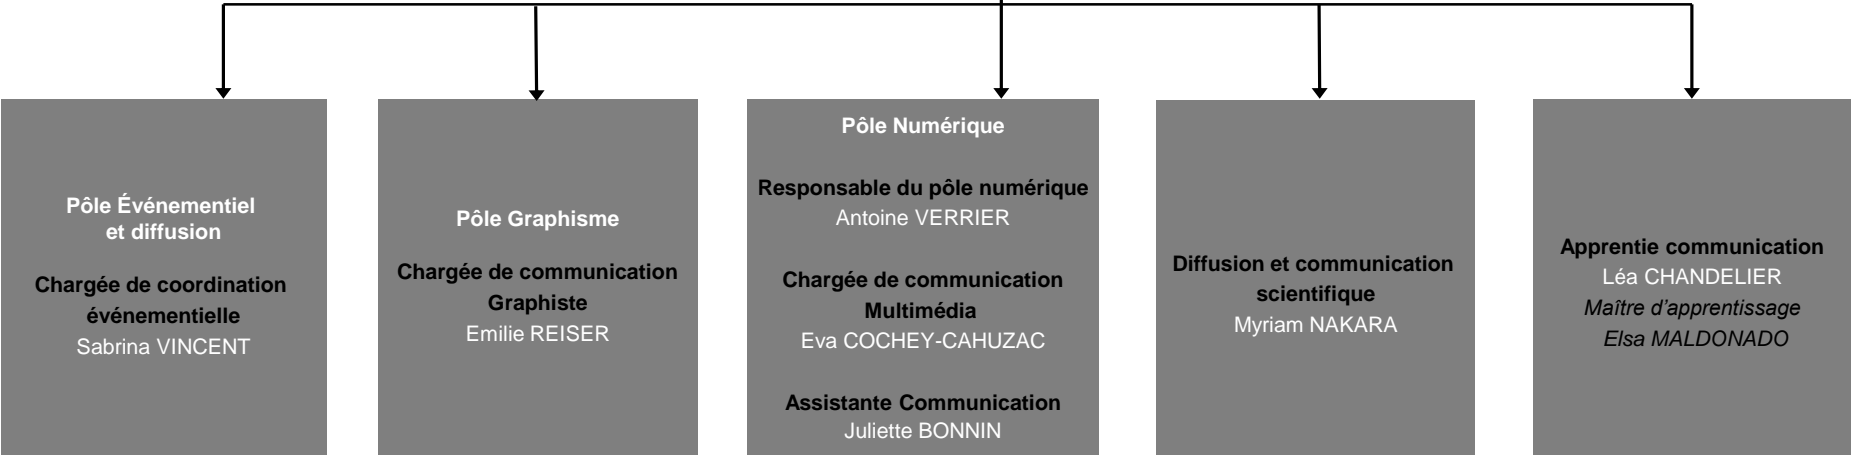 Pôle Événementiel
et diffusion
Chargée de coordination
événementielle
Sabrina VINCENT
Pôle Graphisme
Chargée de communication
Graphiste
Emilie REISER
Pôle Numérique
Responsable du pôle numérique
Antoine VERRIER
Chargée de communication
Multimédia
Eva COCHEY-CAHUZAC
Assistante Communication
Juliette BONNIN
Diffusion et communication
scientifique
Myriam NAKARA
Apprentie communication
Léa CHANDELIER
Maître d'apprentissage
Elsa MALDONADO